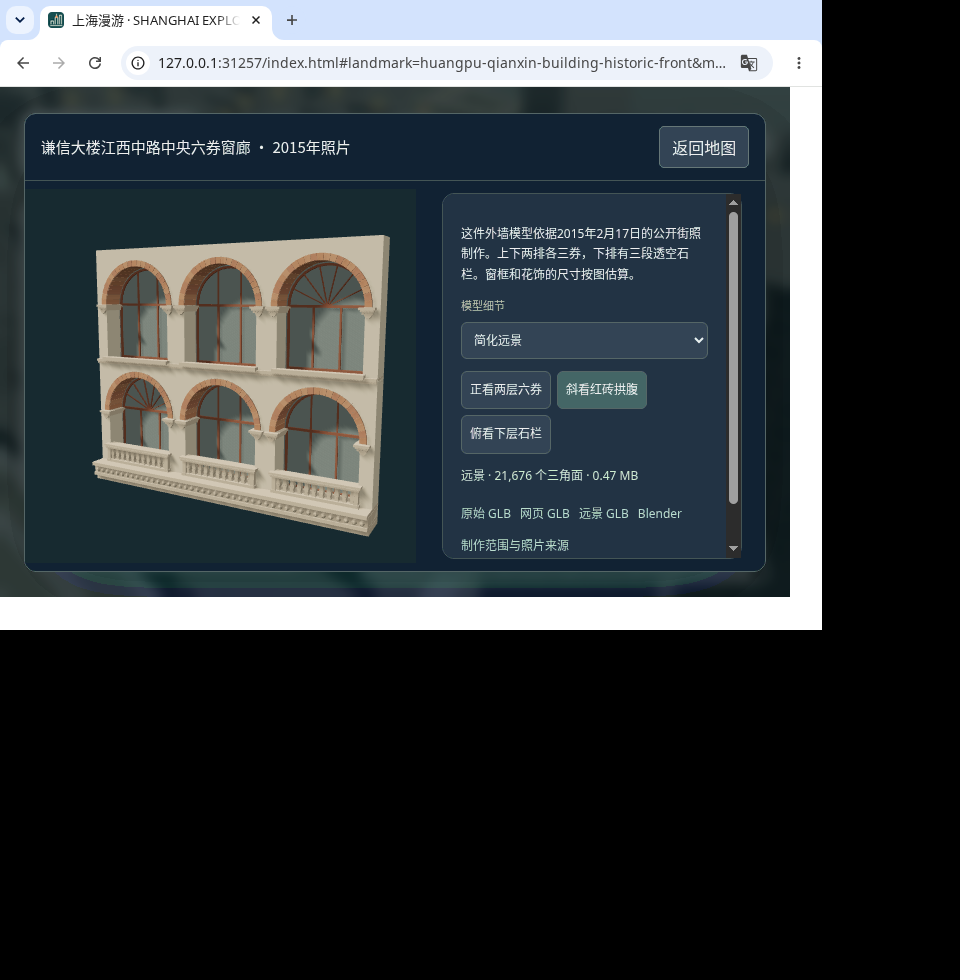 上海漫游 · SHANGHAI EXPLO
127.0.0.1:31257/index.html#landmark=huangpu-qianxin-building-historic-front&m...
谦信大楼江西中路中央六券窗廊 · 2015年照片
返回地图
这件外墙模型依据2015年2月17日的公开街照
制作。上下两排各三券，下排有三段透空石
栏。窗框和花饰的尺寸按图估算。
模型细节
简化远景
正看两层六券 斜看红砖拱腹
俯看下层石栏
远景 · 21,676 个三角面 · 0.47 MB
原始 GLB 网页 GLB 远景 GLB Blender
制作范围与照片来源